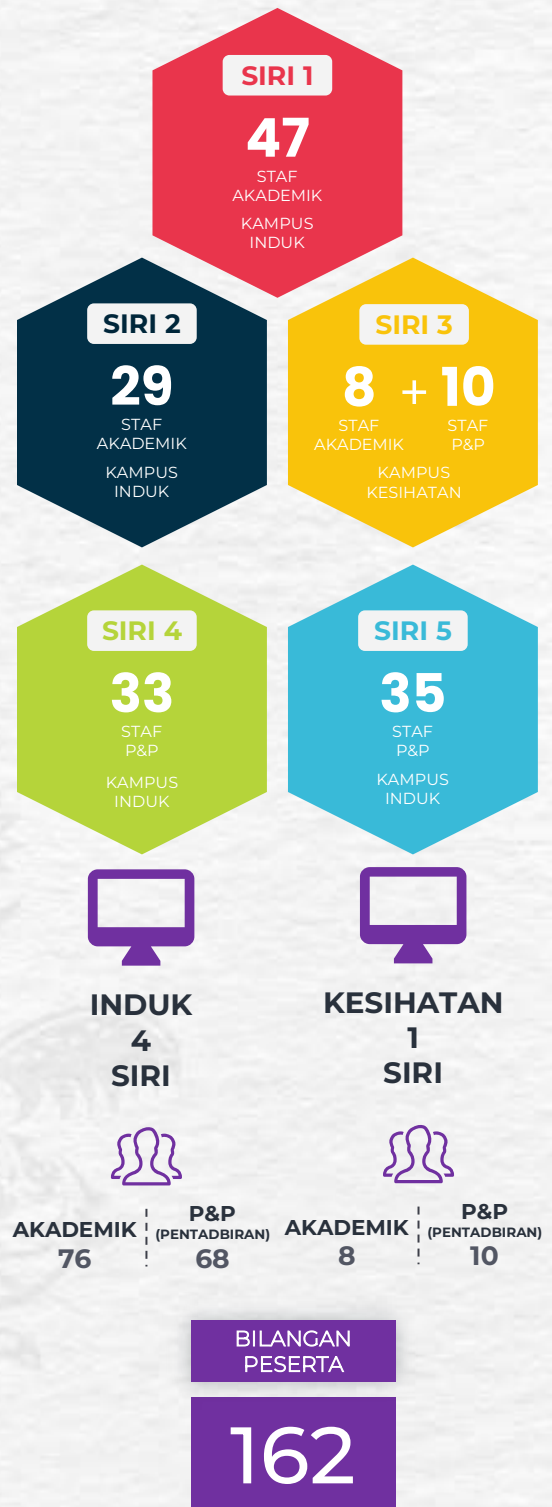 SIRI 1
47
STAF
AKADEMIK
KAMPUS
INDUK
SIRI 2
29
STAF
AKADEMIK
KAMPUS
INDUK
SIRI 3
8 + 10
STAF AKADEMIK
STAF P&P
KAMPUS
KESIHATAN
SIRI 4
33
STAF
P&P
KAMPUS
INDUK
SIRI 5
35
STAF
P&P
KAMPUS
INDUK
INDUK
4
SIRI
KESIHATAN
1
SIRI
AKADEMIK
76
P&P
(PENTADBIRAN)
68
AKADEMIK
8
P&P
(PENTADBIRAN)
10
BILANGAN
PESERTA
162